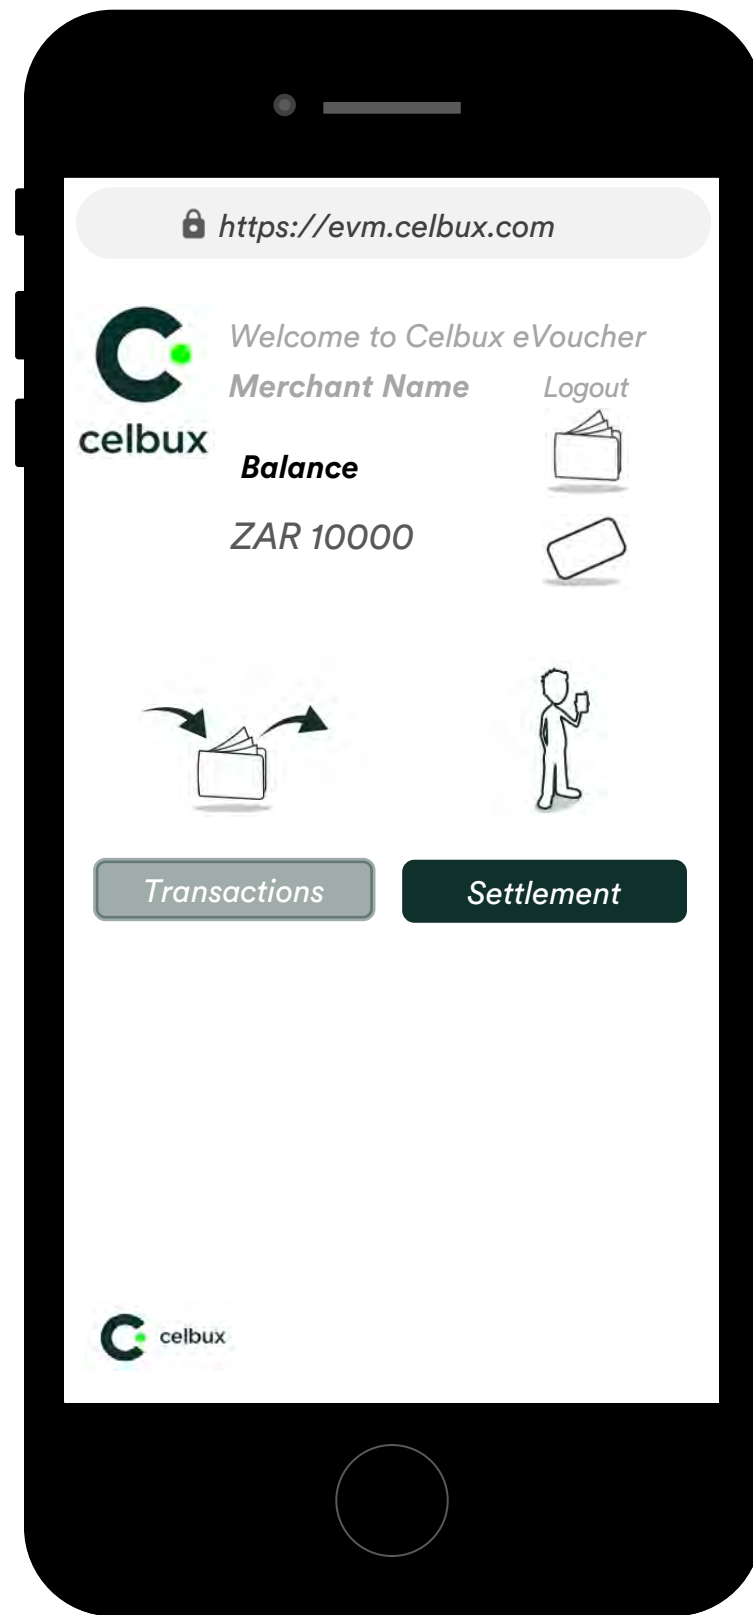 https://evm.celbux.com
Welcome to Celbux eVoucher
Merchant Name Logout
celbux
Balance
ZAR 10000
Transactions Settlement
celbux